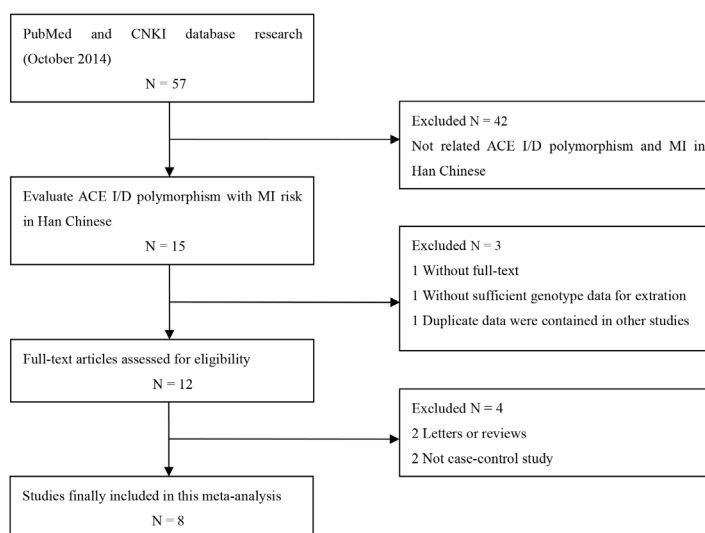 PubMed and CNKI database research
(October 2014)
N = 57
Excluded N = 42
Not related ACE I/D polymorphism and MI in
Han Chinese
Evaluate ACE I/D polymorphism with MI risk
in Han Chinese
N = 15
Excluded N = 3
1 Without full-text
1 Without sufficient genotype data for extration
1 Duplicate data were contained in other studies
Full-text articles assessed for eligibility
N = 12
Excluded N = 4
2 Letters or reviews
2 Not case-control study
Studies finally included in this meta-analysis
N = 8